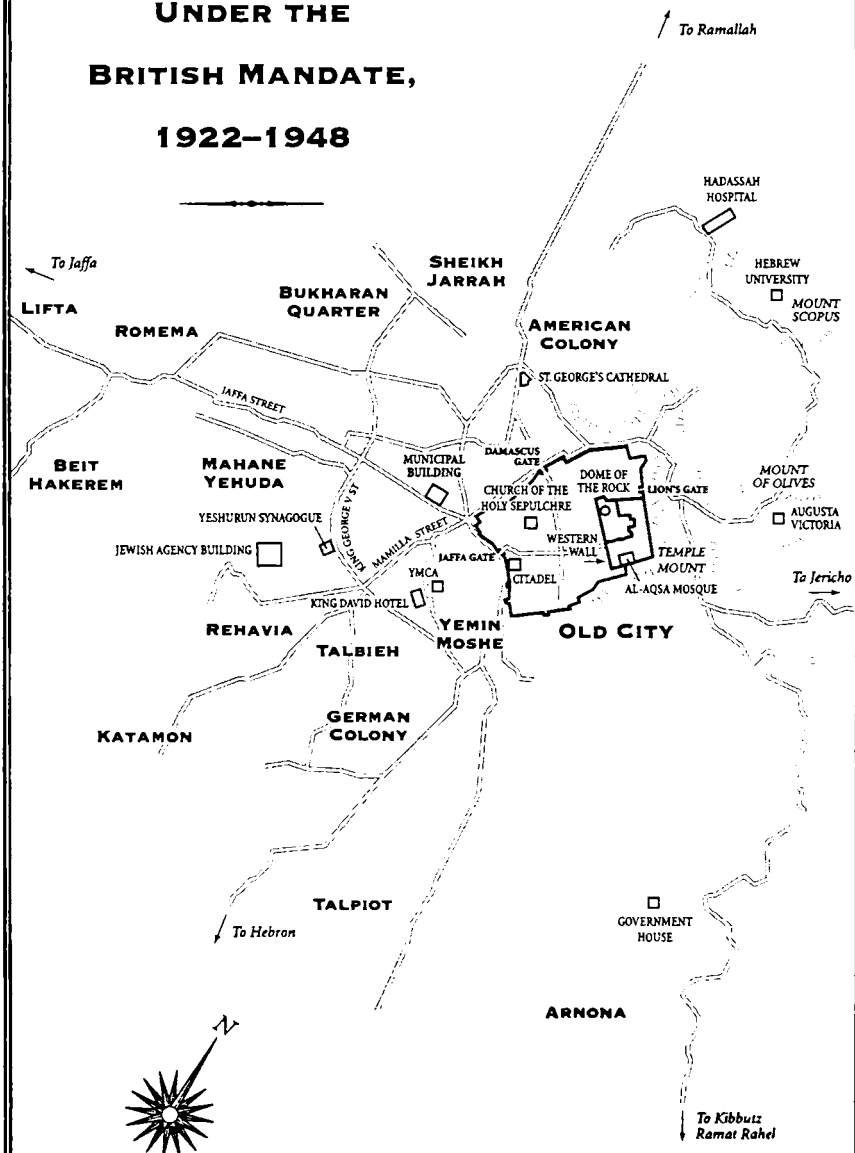 UNDER THE
BRITISH MANDATE,
1922–1948
To Ramallah
HADASSAH
HOSPITAL
To Jaffa
SHEIKH
JARRAH
HEBREW
UNIVERSITY
BUKHARAN
QUARTER
MOUNT
SCOPUS
LIFTA
ROMEMA
AMERICAN
COLONY
ST. GEORGE'S CATHEDRAL
JAFFA STREET
DAMASCUS
GATE
BEIT
HAKEREM
MAHANE
YEHUDA
MUNICIPAL
BUILDING
DOME OF
THE ROCK
MOUNT
OF OLIVES
CHURCH OF THE
HOLY SEPULCHRE
LION'S GATE
KING GEORGE V ST
YESHURUN SYNAGOGUE
AUGUSTA
VICTORIA
MAMILLA STREET
WESTERN
WALL
JEWISH AGENCY BUILDING
JAFFA GATE
TEMPLE
MOUNT
YMCA
CITADEL
To Jericho
AL-AQSA MOSQUE
KING DAVID HOTEL
REHAVIA
YEMIN
MOSHE
OLD CITY
TALBIEH
GERMAN
COLONY
KATAMON
TALPIOT
To Hebron
GOVERNMENT
HOUSE
ARNONA
N
To Kibbutz
Ramat Rahel